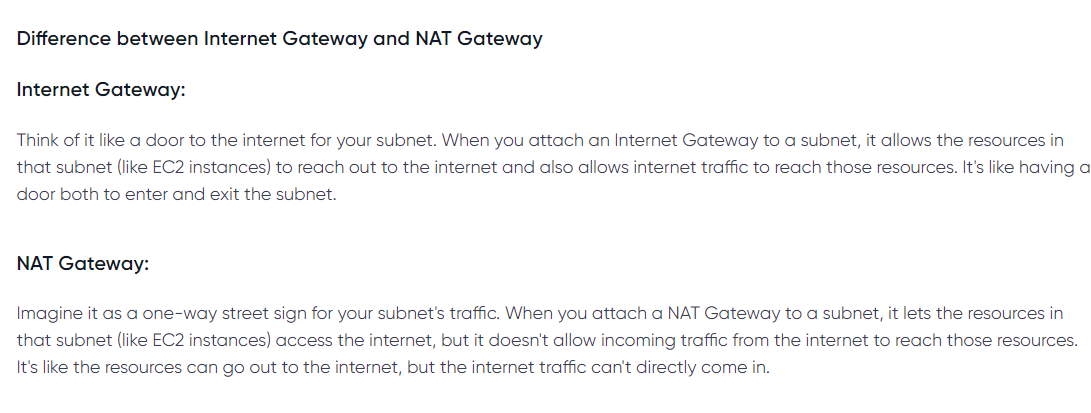 Difference between Internet Gateway and NAT Gateway
Internet Gateway:
Think of it like a door to the internet for your subnet. When you attach an Internet Gateway to a subnet, it allows the resources in
that subnet (like EC2 instances) to reach out to the internet and also allows internet traffic to reach those resources. It's like having a
door both to enter and exit the subnet.
NAT Gateway:
Imagine it as a one-way street sign for your subnet's traffic. When you attach a NAT Gateway to a subnet, it lets the resources in
that subnet (like EC2 instances) access the internet, but it doesn't allow incoming traffic from the internet to reach those resources.
It's like the resources can go out to the internet, but the internet traffic can't directly come in.